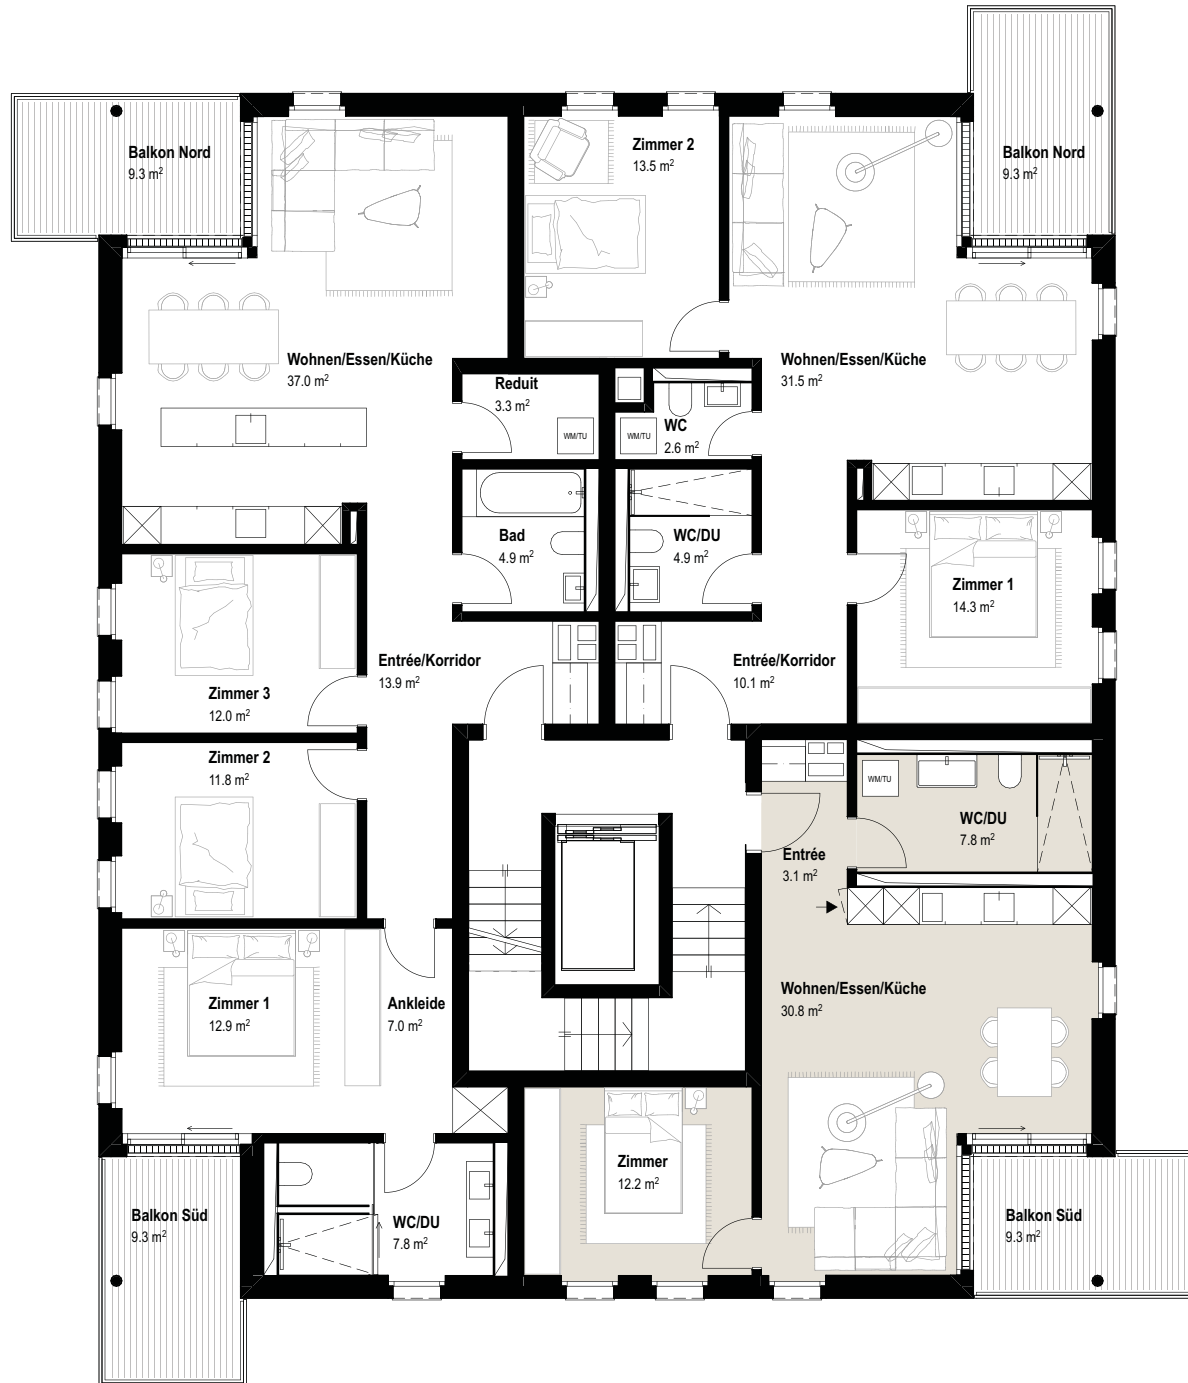 Balkon Nord
9.3 m²
Zimmer 2
13.5 m²
Balkon Nord
9.3 m²
Wohnen/Essen/Küche
37.0 m²
Reduit
3.3 m²
WM/TU
WM/TU
WC
2.6 m²
Wohnen/Essen/Küche
31.5 m²
Bad
4.9 m²
WC/DU
4.9 m²
Zimmer 1
14.3 m²
Zimmer 3
12.0 m²
Entrée/Korridor
13.9 m²
Entrée/Korridor
10.1 m²
Zimmer 2
11.8 m²
WM/TU
WC/DU
7.8 m²
Entrée
3.1 m²
Zimmer 1
12.9 m²
Ankleide
7.0 m²
Wohnen/Essen/Küche
30.8 m²
Zimmer
12.2 m²
Balkon Süd
9.3 m²
WC/DU
7.8 m²
Balkon Süd
9.3 m²